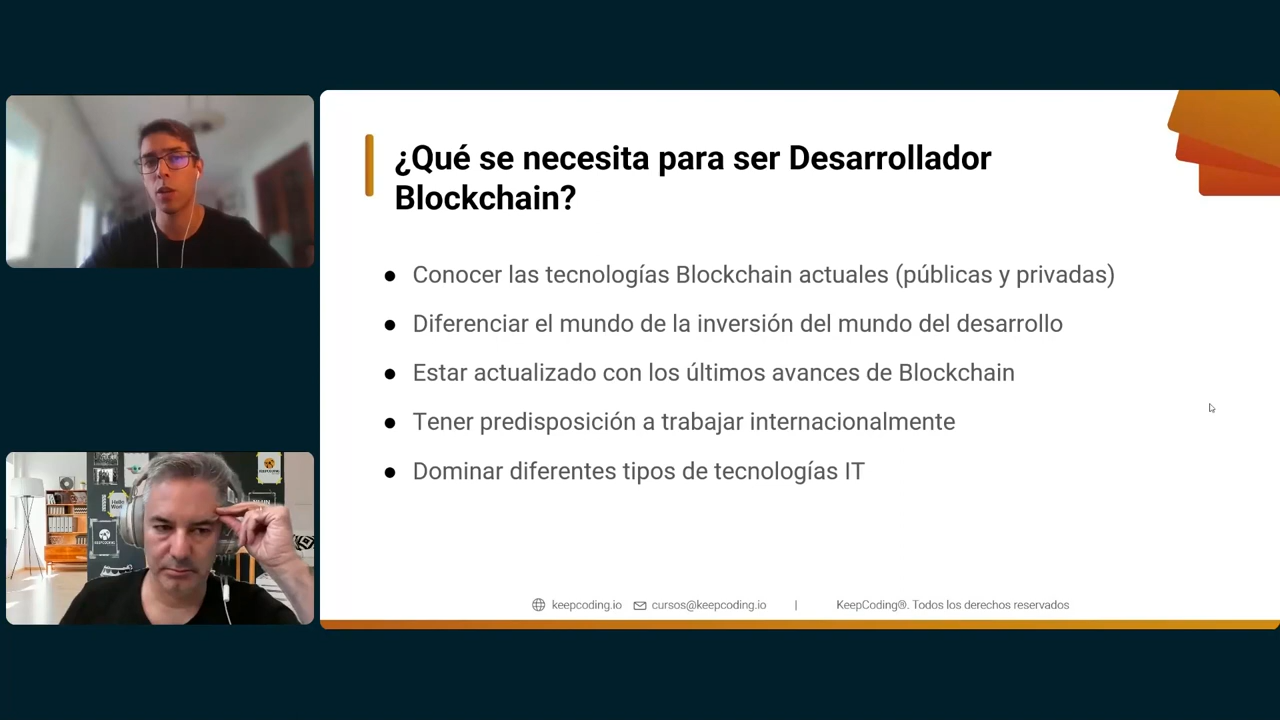 ¿Qué se necesita para ser Desarrollador
Blockchain?
● Conocer las tecnologías Blockchain actuales (públicas y privadas)
● Diferenciar el mundo de la inversión del mundo del desarrollo
● Estar actualizado con los últimos avances de Blockchain
● Tener predisposición a trabajar internacionalmente
● Dominar diferentes tipos de tecnologías IT
keepcoding.io cursos@keepcoding.io | KeepCoding®. Todos los derechos reservados